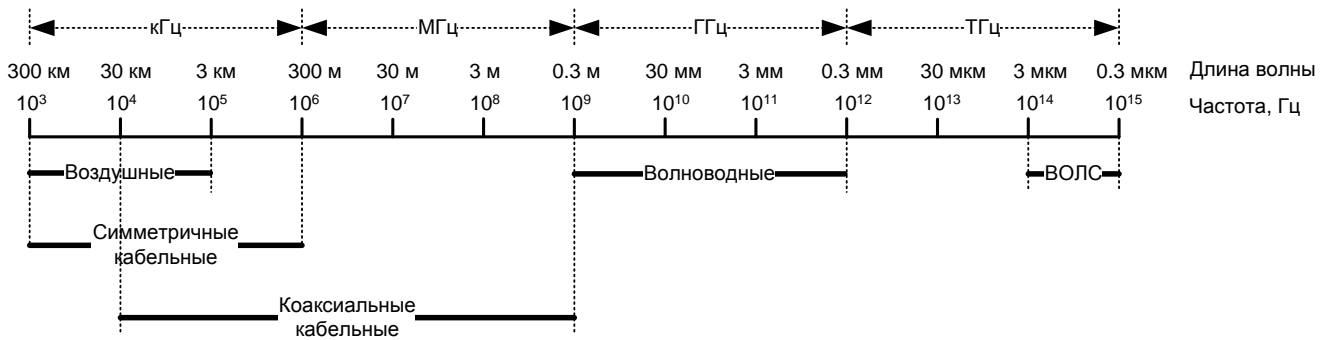 кГц МГц ГГц ТГц
300 км 30 км 3 км 300 м 30 м 3 м 0.3 м 30 мм 3 мм 0.3 мм 30 мкм 3 мкм 0.3 мкм Длина волны
10³ 10⁴ 10⁵ 10⁶ 10⁷ 10⁸ 10⁹ 10¹⁰ 10¹¹ 10¹² 10¹³ 10¹⁴ 10¹⁵ Частота, Гц
Воздушные Волноводные ВОЛС
Симметричные
кабельные
Коаксиальные
кабельные